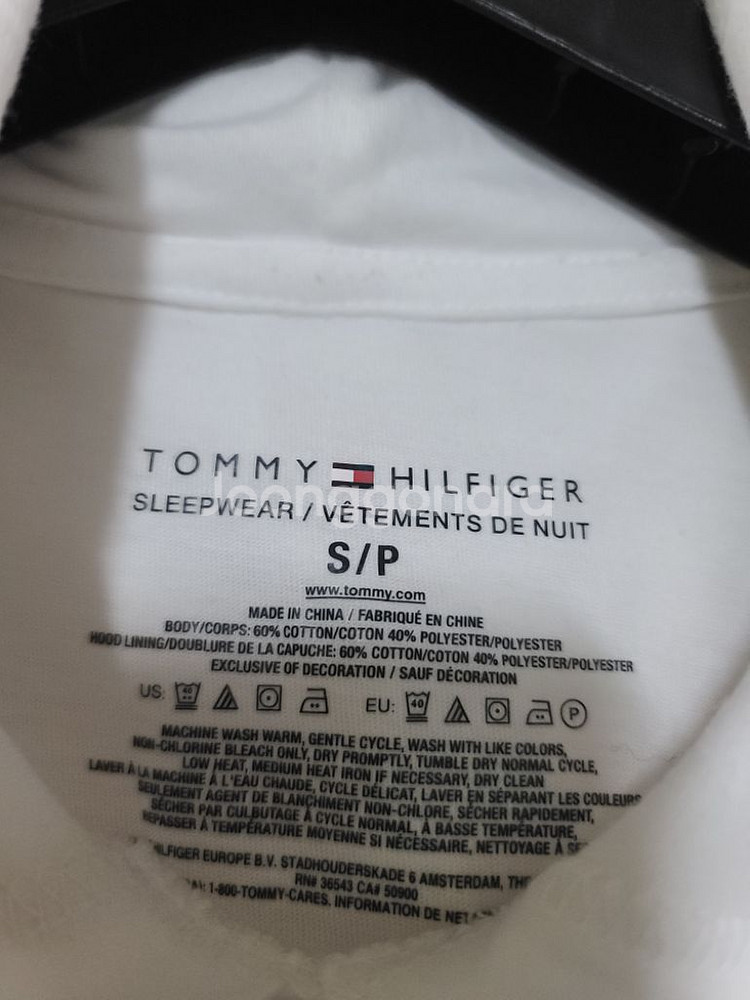 TOMMY HILFIGER
SLEEPWEAR / VÊTEMENTS DE NUIT
S/P
www.tommy.com
MADE IN CHINA / FABRIQUÉ EN CHINE
BODY/CORPS: 60% COTTON/COTON 40% POLYESTER/POLYESTER
HOOD LINING/DOUBLURE DE LA CAPUCHE: 60% COTTON/COTON 40% POLYESTER/POLYESTER
EXCLUSIVE OF DECORATION / SAUF DÉCORATION
US: 40 EU: 40 P
MACHINE WASH WARM, GENTLE CYCLE, WASH WITH LIKE COLORS,
NON-CHLORINE BLEACH ONLY, DRY PROMPTLY, TUMBLE DRY NORMAL CYCLE,
LOW HEAT, MEDIUM HEAT IRON IF NECESSARY, DRY CLEAN
LAVER À LA MACHINE À L'EAU CHAUDE, CYCLE DÉLICAT, LAVER EN SÉPARANT LES COULEURS
SEULEMENT AGENT DE BLANCHIMENT NON-CHLORE, SÉCHER RAPIDEMENT,
SÉCHER PAR CULBUTAGE À CYCLE NORMAL, À BASSE TEMPÉRATURE,
REPASSER À TEMPÉRATURE MOYENNE SI NÉCESSAIRE, NETTOYAGE À
HILFIGER EUROPE B.V. STADHOUDERSKADE 6 AMSTERDAM,
RN# 36543 CA# 50900
1-800-TOMMY-CARES. INFORMATION DE